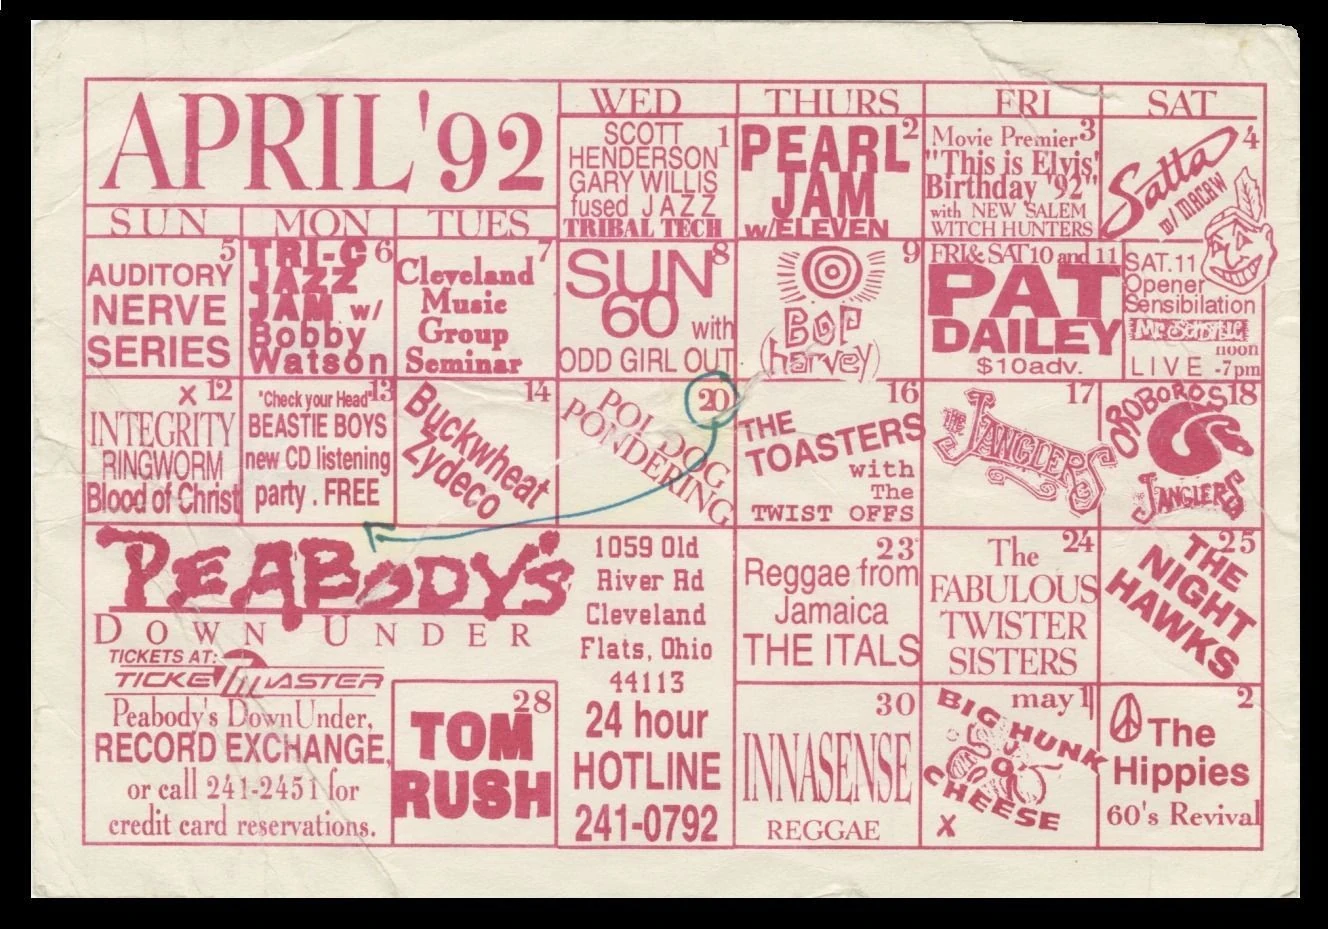 APRIL '92
WED
THURS
FRI
SAT
SUN
MON
TUES
1
SCOTT
HENDERSON
GARY WILLIS
fused JAZZ
TRIBAL TECH
2
PEARL
JAM
w/ELEVEN
3
Movie Premier
"This is Elvis'
Birthday '92"
with NEW SALEM
WITCH HUNTERS
4
Satta
w/ MACAW
5
AUDITORY
NERVE
SERIES
6
TRI-C
JAZZ
JAM w/
Bobby
Watson
7
Cleveland
Music
Group
Seminar
8
SUN
60 with
ODD GIRL OUT
9
BOP
(harvey)
FRI& SAT 10 and 11
PAT
DAILEY
$10adv.
SAT.11
Opener
Sensibilation
LIVE noon
-7pm
X 12
INTEGRITY
RINGWORM
Blood of Christ
13
"Check your Head"
BEASTIE BOYS
new CD listening
party . FREE
14
Buckwheat
Zydeco
20
POI DOG
PONDERING
16
THE
TOASTERS
with
The
TWIST OFFS
17
THE JANGLERS
18
OROBOROS
JANGLERS
PEABODY'S
DOWN UNDER
TICKETS AT:
TICKETMASTER
Peabody's DownUnder,
RECORD EXCHANGE,
or call 241-2451 for
credit card reservations.
28
TOM
RUSH
1059 Old
River Rd
Cleveland
Flats, Ohio
44113
24 hour
HOTLINE
241-0792
23
Reggae from
Jamaica
THE ITALS
24
The
FABULOUS
TWISTER
SISTERS
25
THE
NIGHT
HAWKS
30
INNASENSE
REGGAE
may 1
BIG HUNK
O
CHEESE
X
2
The
Hippies
60's Revival